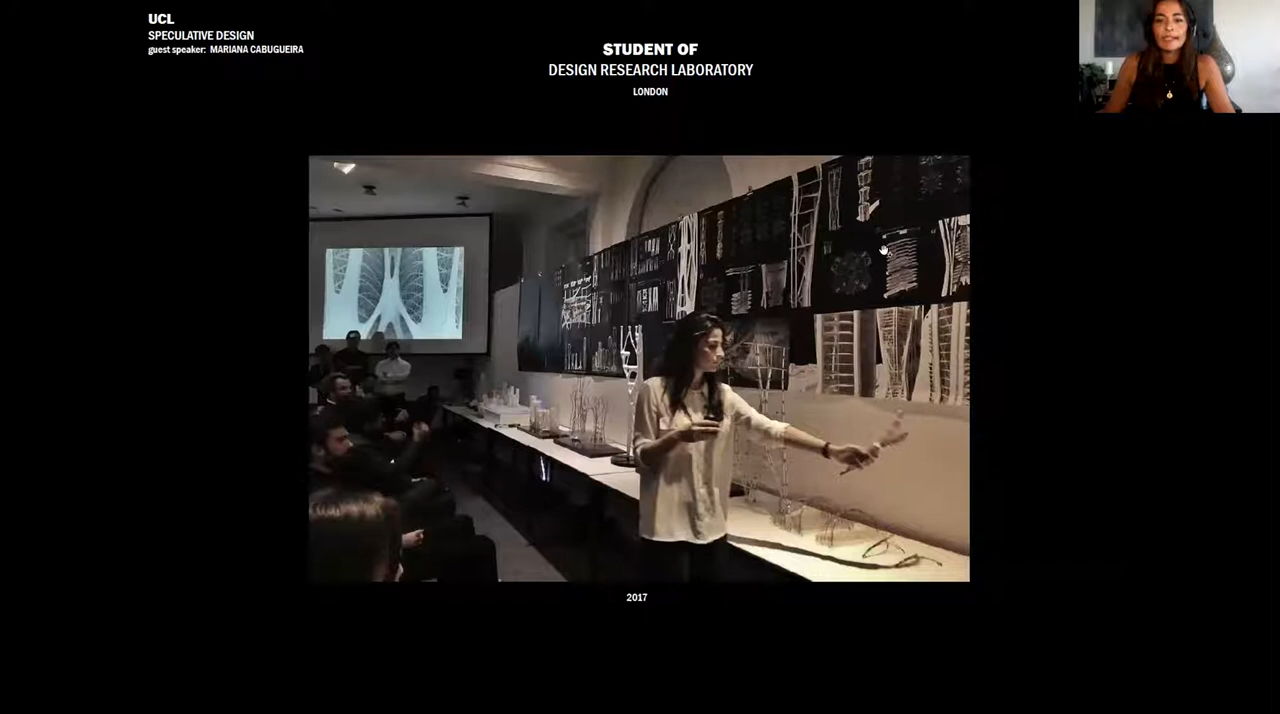 UCL
SPECULATIVE DESIGN
guest speaker: MARIANA CABUGUEIRA
STUDENT OF
DESIGN RESEARCH LABORATORY
LONDON
2017